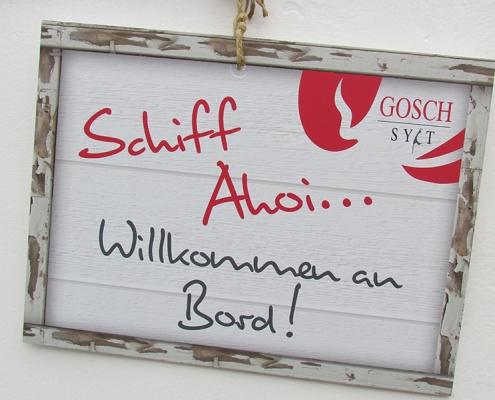 GOSCH
SYLT
Schiff
Ahoi...
Willkommen an
Bord!